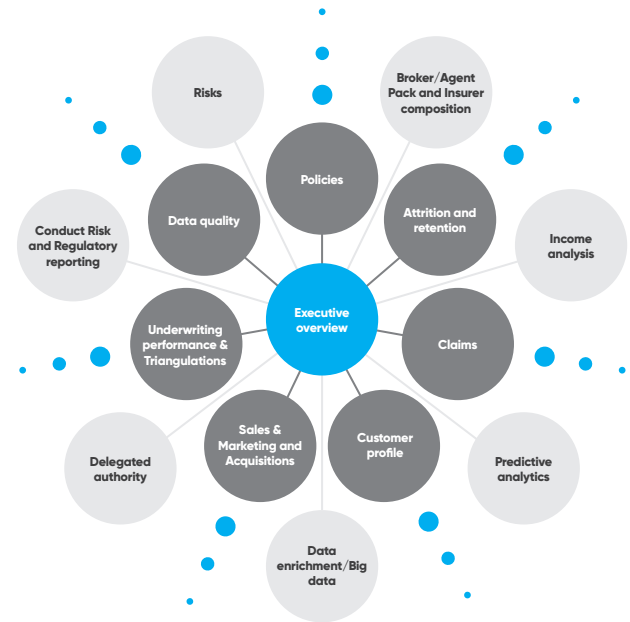 Risks
Broker/Agent
Pack and Insurer
composition
Policies
Data quality
Attrition and
retention
Conduct Risk
and Regulatory
reporting
Income
analysis
Executive
overview
Underwriting
performance &
Triangulations
Claims
Sales &
Marketing and
Acquisitions
Customer
profile
Delegated
authority
Predictive
analytics
Data
enrichment/Big
data